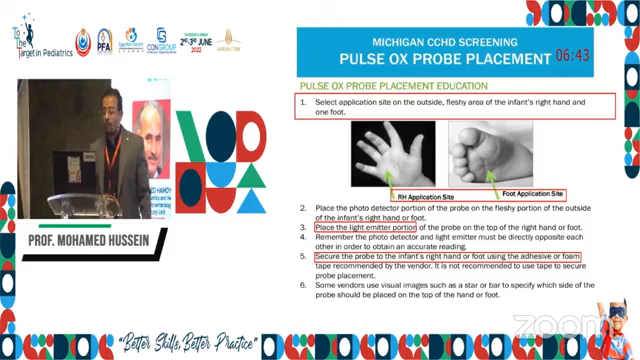 To The Target in Pediatrics
PFA
CONGROUP
2nd-3rd JUNE
2022
MICHIGAN CCHD SCREENING
PULSE OX PROBE PLACEMENT
06:43
PULSE OX PROBE PLACEMENT EDUCATION
1. Select application site on the outside, fleshy area of the infant's right hand and
one foot.
RH Application Site
Foot Application Site
2. Place the photo detector portion of the probe on the fleshy portion of the outside
of the infant's right hand or foot.
3. Place the light emitter portion of the probe on the top of the right hand or foot.
4. Remember the photo detector and light emitter must be directly opposite each
other in order to obtain an accurate reading.
5. Secure the probe to the infant's right hand or foot using the adhesive or foam
tape recommended by the vendor. It is not recommended to use tape to secure
probe placement.
6. Some vendors use visual images such as a star or bar to specify which side of the
probe should be placed on the top of the hand or foot.
PROF. MOHAMED HUSSEIN
"Better Skills, Better Practice"
zoom